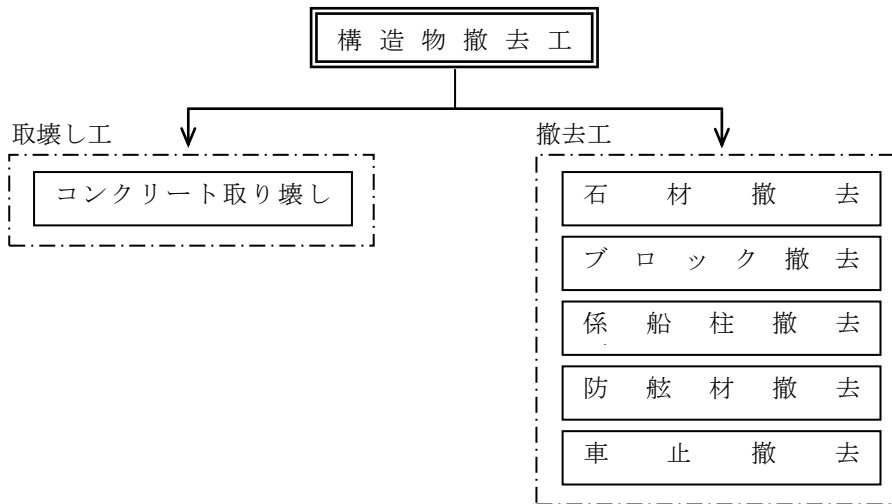 構造物撤去工
取壊し工
コンクリート取り壊し
撤去工
石材撤去
ブロック撤去
係船柱撤去
防舷材撤去
車止撤去